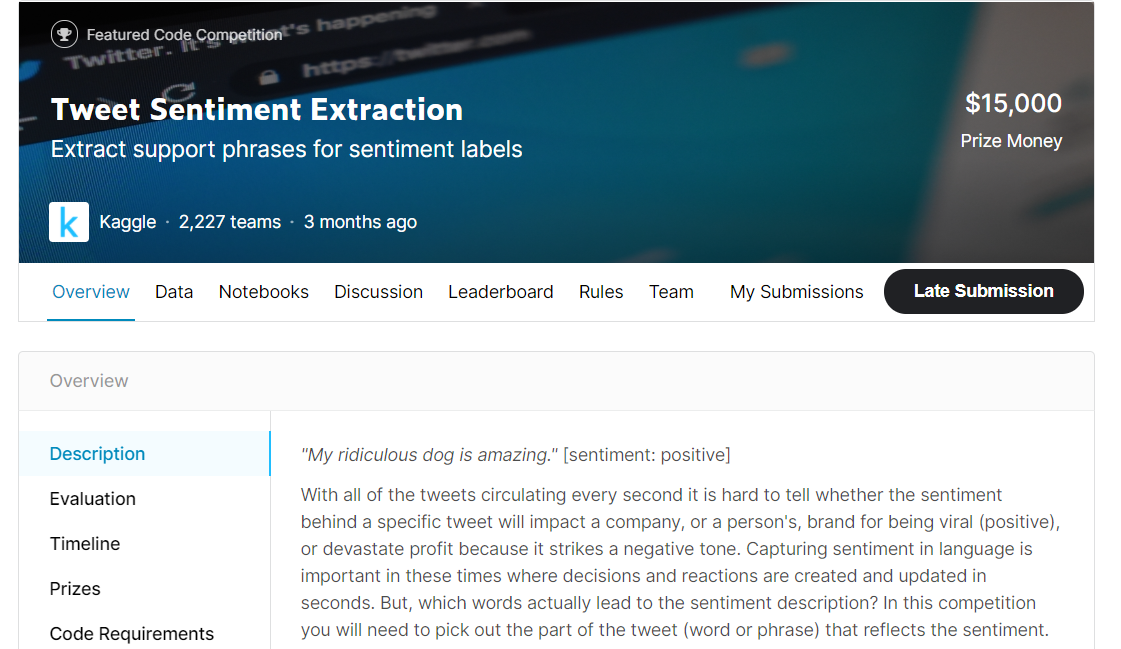 Twitter. It's what's happening
https://twitter.com
Featured Code Competition
Tweet Sentiment Extraction
Extract support phrases for sentiment labels
$15,000
Prize Money
k
Kaggle · 2,227 teams · 3 months ago
Overview Data Notebooks Discussion Leaderboard Rules Team My Submissions Late Submission
Overview
Description
Evaluation
Timeline
Prizes
Code Requirements
"My ridiculous dog is amazing." [sentiment: positive]
With all of the tweets circulating every second it is hard to tell whether the sentiment
behind a specific tweet will impact a company, or a person's, brand for being viral (positive),
or devastate profit because it strikes a negative tone. Capturing sentiment in language is
important in these times where decisions and reactions are created and updated in
seconds. But, which words actually lead to the sentiment description? In this competition
you will need to pick out the part of the tweet (word or phrase) that reflects the sentiment.